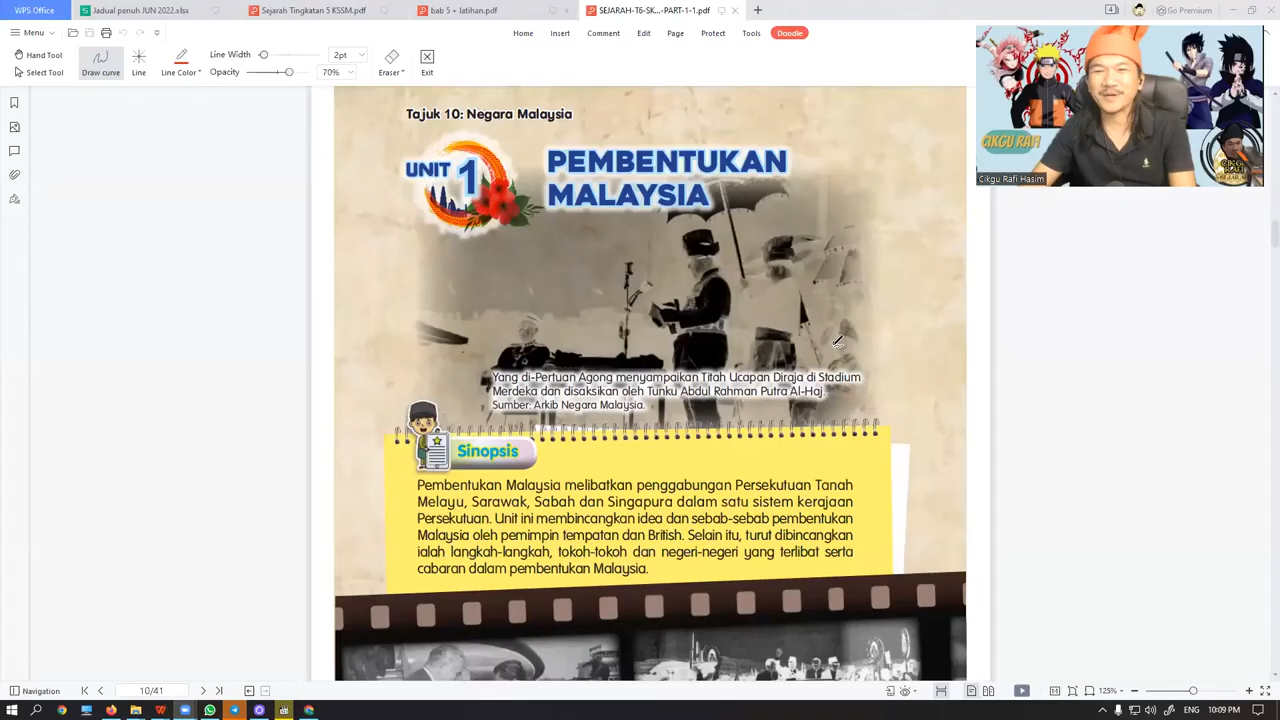 WPS Office
Jadual penuh JUN 2022.xlsx
Sejarah Tingkatan 5 KSSM.pdf
bab 5 + latihan.pdf
SEJARAH-T6-SK...-PART-1-1.pdf
4
Go Premium
Menu
Home
Insert
Comment
Edit
Page
Protect
Tools
Doodle
Hand Tool
Select Tool
Draw curve
Line
Line Color
Line Width
2pt
Opacity
70%
Eraser
Exit
CIKGU RAFI
CIKGU
RAFI
Cikgu Rafi Hasim
Tajuk 10: Negara Malaysia
UNIT 1
PEMBENTUKAN
MALAYSIA
Yang di-Pertuan Agong menyampaikan Titah Ucapan Diraja di Stadium
Merdeka dan disaksikan oleh Tunku Abdul Rahman Putra Al-Haj.
Sumber: Arkib Negara Malaysia.
Sinopsis
Pembentukan Malaysia melibatkan penggabungan Persekutuan Tanah
Melayu, Sarawak, Sabah dan Singapura dalam satu sistem kerajaan
Persekutuan. Unit ini membincangkan idea dan sebab-sebab pembentukan
Malaysia oleh pemimpin tempatan dan British. Selain itu, turut dibincangkan
ialah langkah-langkah, tokoh-tokoh dan negeri-negeri yang terlibat serta
cabaran dalam pembentukan Malaysia.
Navigation
10/41
125%
ENG
10:09 PM